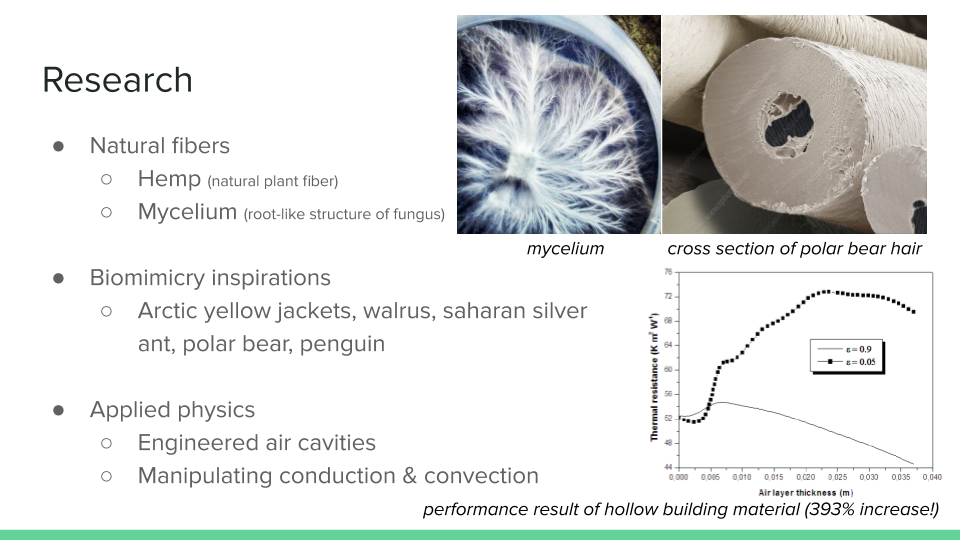 Research
● Natural fibers
○ Hemp (natural plant fiber)
○ Mycelium (root-like structure of fungus)
● Biomimicry inspirations
○ Arctic yellow jackets, walrus, saharan silver
ant, polar bear, penguin
● Applied physics
○ Engineered air cavities
○ Manipulating conduction & convection
mycelium
cross section of polar bear hair
76
72
68
64
60
56
52
48
44
Thermal resistance (K m² W⁻¹)
ε = 0.9
ε = 0.05
0,000 0,005 0,010 0,015 0,020 0,025 0,030 0,035 0,040
Air layer thickness (m)
performance result of hollow building material (393% increase!)